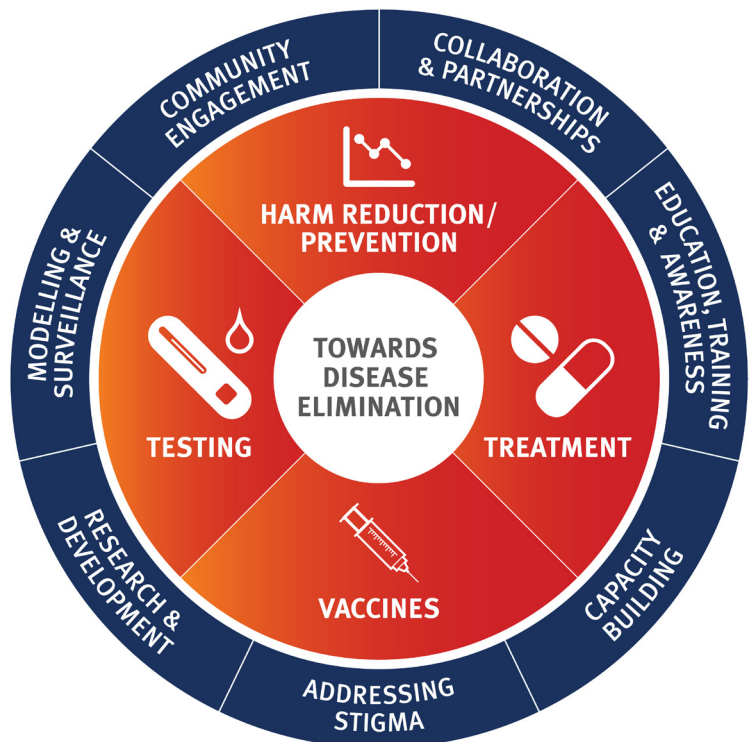 COMMUNITY
ENGAGEMENT
COLLABORATION
& PARTNERSHIPS
EDUCATION, TRAINING
& AWARENESS
CAPACITY
BUILDING
ADDRESSING
STIGMA
RESEARCH &
DEVELOPMENT
MODELLING &
SURVEILLANCE
HARM REDUCTION/
PREVENTION
TREATMENT
VACCINES
TESTING
TOWARDS
DISEASE
ELIMINATION